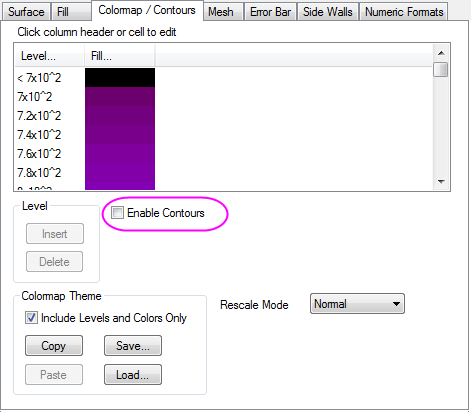 Surface Fill Colormap / Contours Mesh Error Bar Side Walls Numeric Formats
Click column header or cell to edit
Level... Fill...
< 7x10^2
7x10^2
7.2x10^2
7.4x10^2
7.6x10^2
7.8x10^2
Level
Enable Contours
Insert
Delete
Colormap Theme
Rescale Mode Normal
Include Levels and Colors Only
Copy Save...
Paste Load...